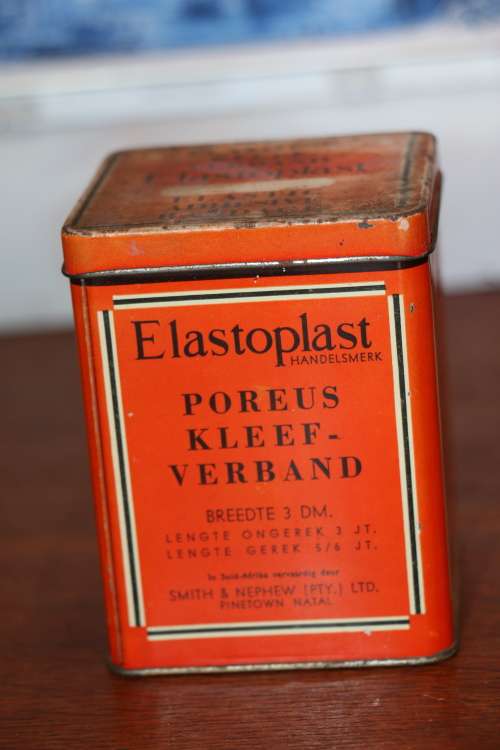 Elastoplast
Elastoplast
HANDELSMERK
POREUS
KLEEF-
VERBAND
BREEDTE 3 DM.
LENGTE ONGEREK 3 JT.
LENGTE GEREK 5/6 JT.
In Suid-Afrika vervaardig deur
SMITH & NEPHEW (PTY.) LTD.
PINETOWN NATAL